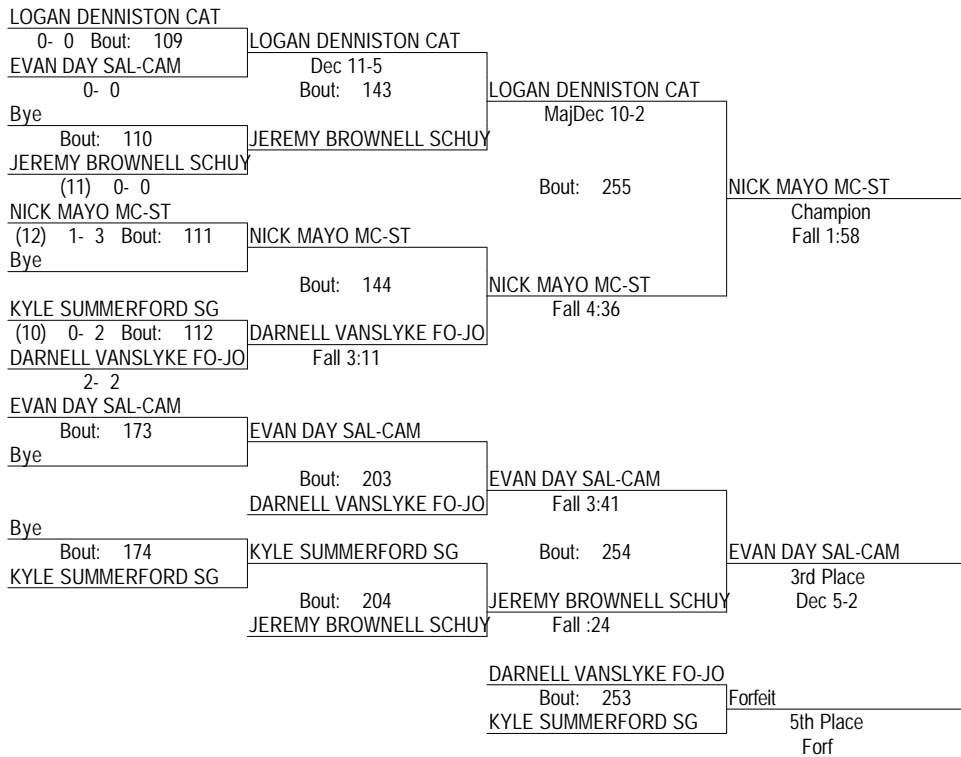 LOGAN DENNISTON CAT
0- 0 Bout: 109 LOGAN DENNISTON CAT
EVAN DAY SAL-CAM Dec 11-5
0- 0 Bout: 143 LOGAN DENNISTON CAT
Bye MajDec 10-2
Bout: 110 JEREMY BROWNELL SCHUY
JEREMY BROWNELL SCHUY
(11) 0- 0 Bout: 255 NICK MAYO MC-ST
NICK MAYO MC-ST Champion
(12) 1- 3 Bout: 111 NICK MAYO MC-ST Fall 1:58
Bye
Bout: 144 NICK MAYO MC-ST
KYLE SUMMERFORD SG Fall 4:36
(10) 0- 2 Bout: 112 DARNELL VANSLYKE FO-JO
DARNELL VANSLYKE FO-JO Fall 3:11
2- 2
EVAN DAY SAL-CAM
Bout: 173 EVAN DAY SAL-CAM
Bye
Bout: 203 EVAN DAY SAL-CAM
DARNELL VANSLYKE FO-JO Fall 3:41
Bye
Bout: 174 KYLE SUMMERFORD SG Bout: 254 EVAN DAY SAL-CAM
KYLE SUMMERFORD SG 3rd Place
Bout: 204 JEREMY BROWNELL SCHUY Dec 5-2
JEREMY BROWNELL SCHUY Fall :24
DARNELL VANSLYKE FO-JO
Bout: 253 Forfeit
KYLE SUMMERFORD SG 5th Place
Forf